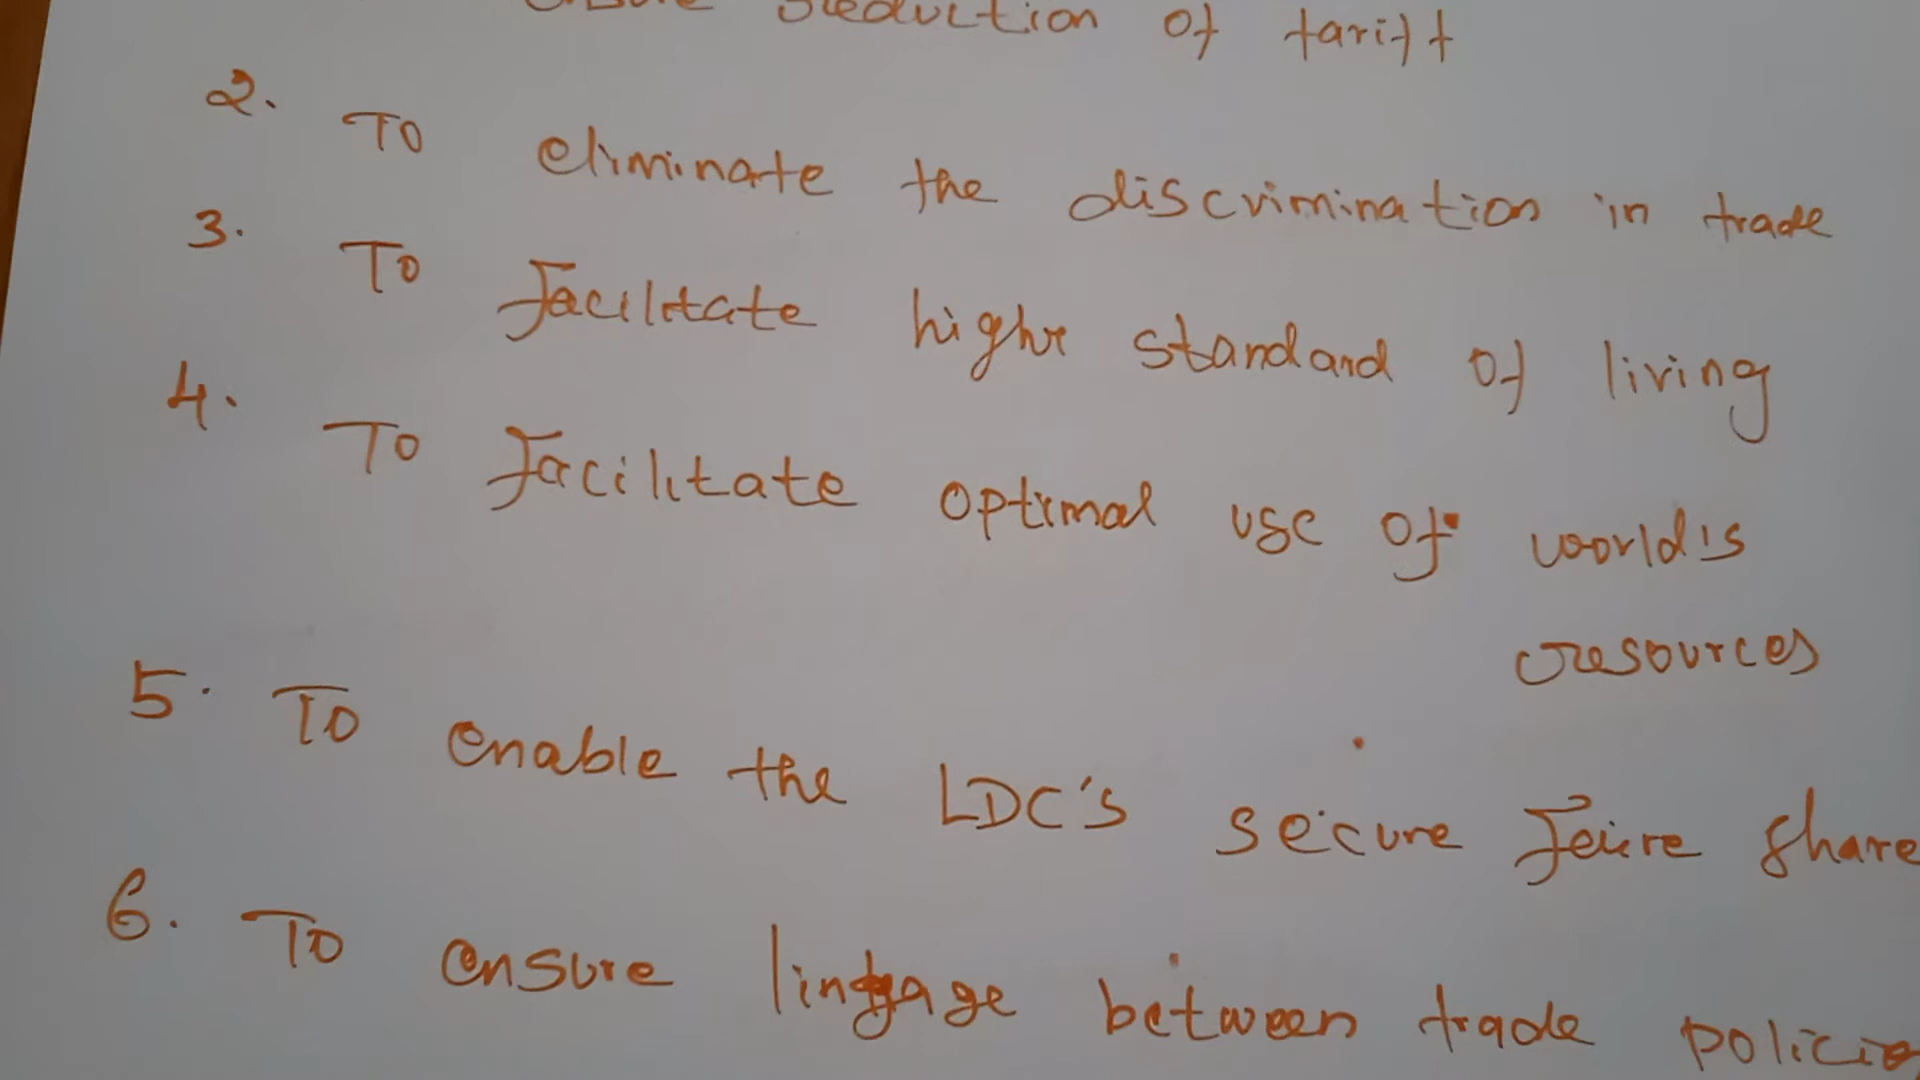 ensure reduction of tariff
2. To eliminate the discrimination in trade
3. To facilitate highr standard of living
4. To facilitate optimal use of world's
resources
5. To enable the LDC's secure feire share
6. To ensure between trade